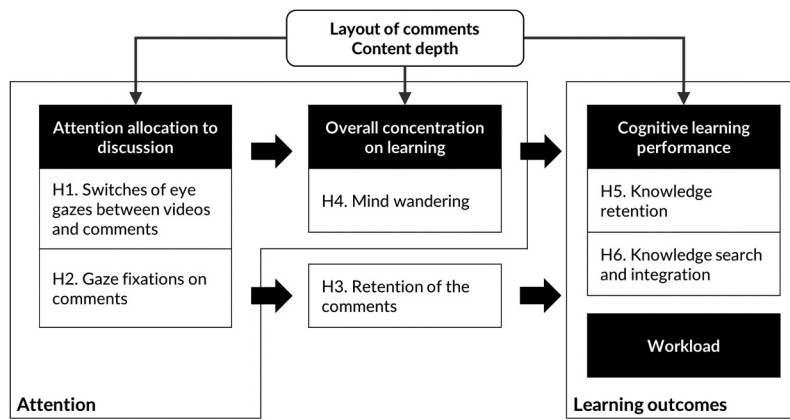 Layout of comments
Content depth
Attention allocation to
discussion
H1. Switches of eye
gazes between videos
and comments
H2. Gaze fixations on
comments
Overall concentration
on learning
H4. Mind wandering
H3. Retention of the
comments
Cognitive learning
performance
H5. Knowledge
retention
H6. Knowledge search
and integration
Workload
Attention
Learning outcomes